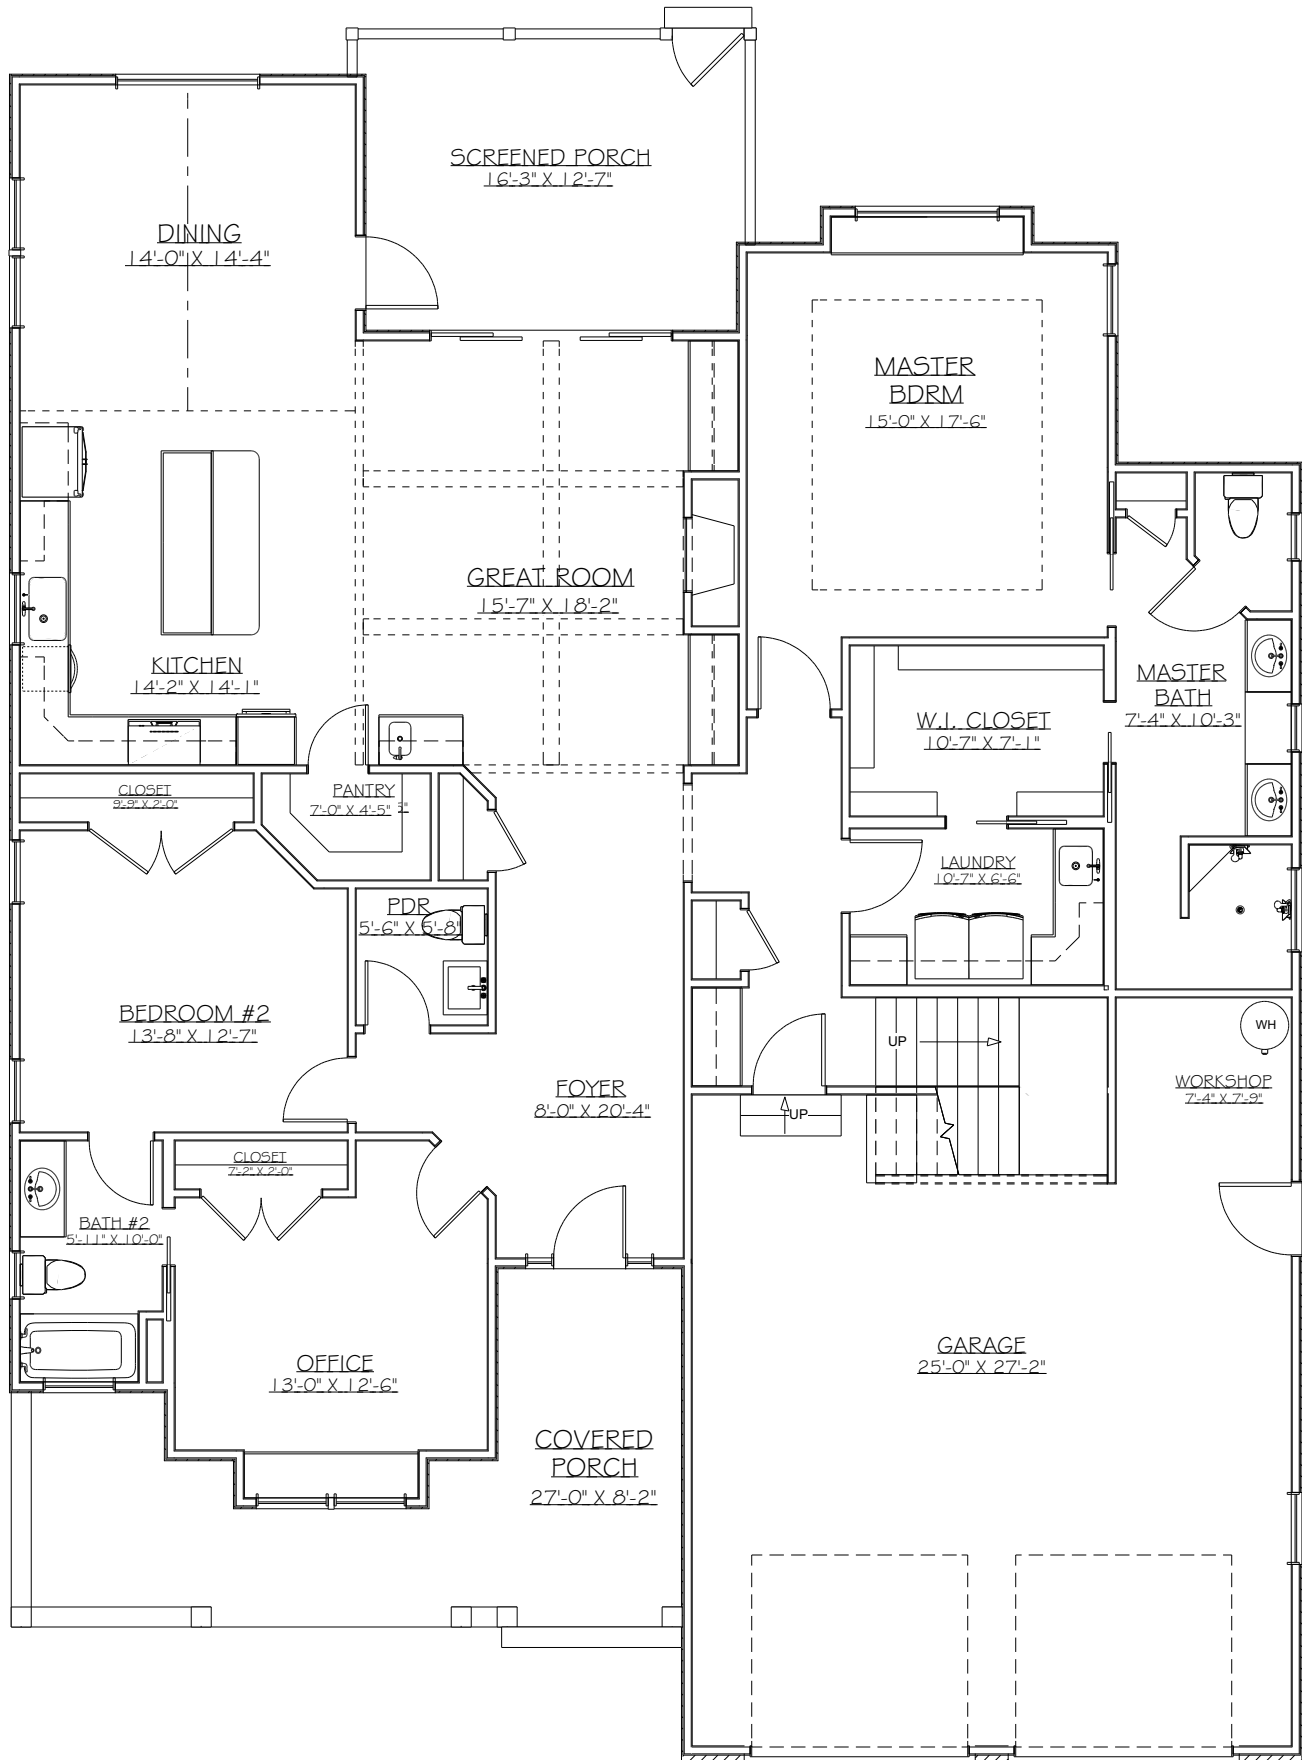 SCREENED PORCH
16'-3" X 12'-7"
DINING
14'-0" X 14'-4"
MASTER
BDRM
15'-0" X 17'-6"
GREAT ROOM
15'-7" X 18'-2"
KITCHEN
14'-2" X 14'-1"
MASTER
BATH
7'-4" X 10'-3"
W.I. CLOSET
10'-7" X 7'-1"
CLOSET
9'-9" X 2'-0"
PANTRY
7'-0" X 4'-5"
LAUNDRY
10'-7" X 6'-6"
PDR
5'-6" X 5'-8"
BEDROOM #2
13'-8" X 12'-7"
WH
UP
WORKSHOP
7'-4" X 7'-9"
FOYER
8'-0" X 20'-4"
UP
CLOSET
7'-2" X 2'-0"
BATH #2
5'-11" X 10'-0"
OFFICE
13'-0" X 12'-6"
GARAGE
25'-0" X 27'-2"
COVERED
PORCH
27'-0" X 8'-2"